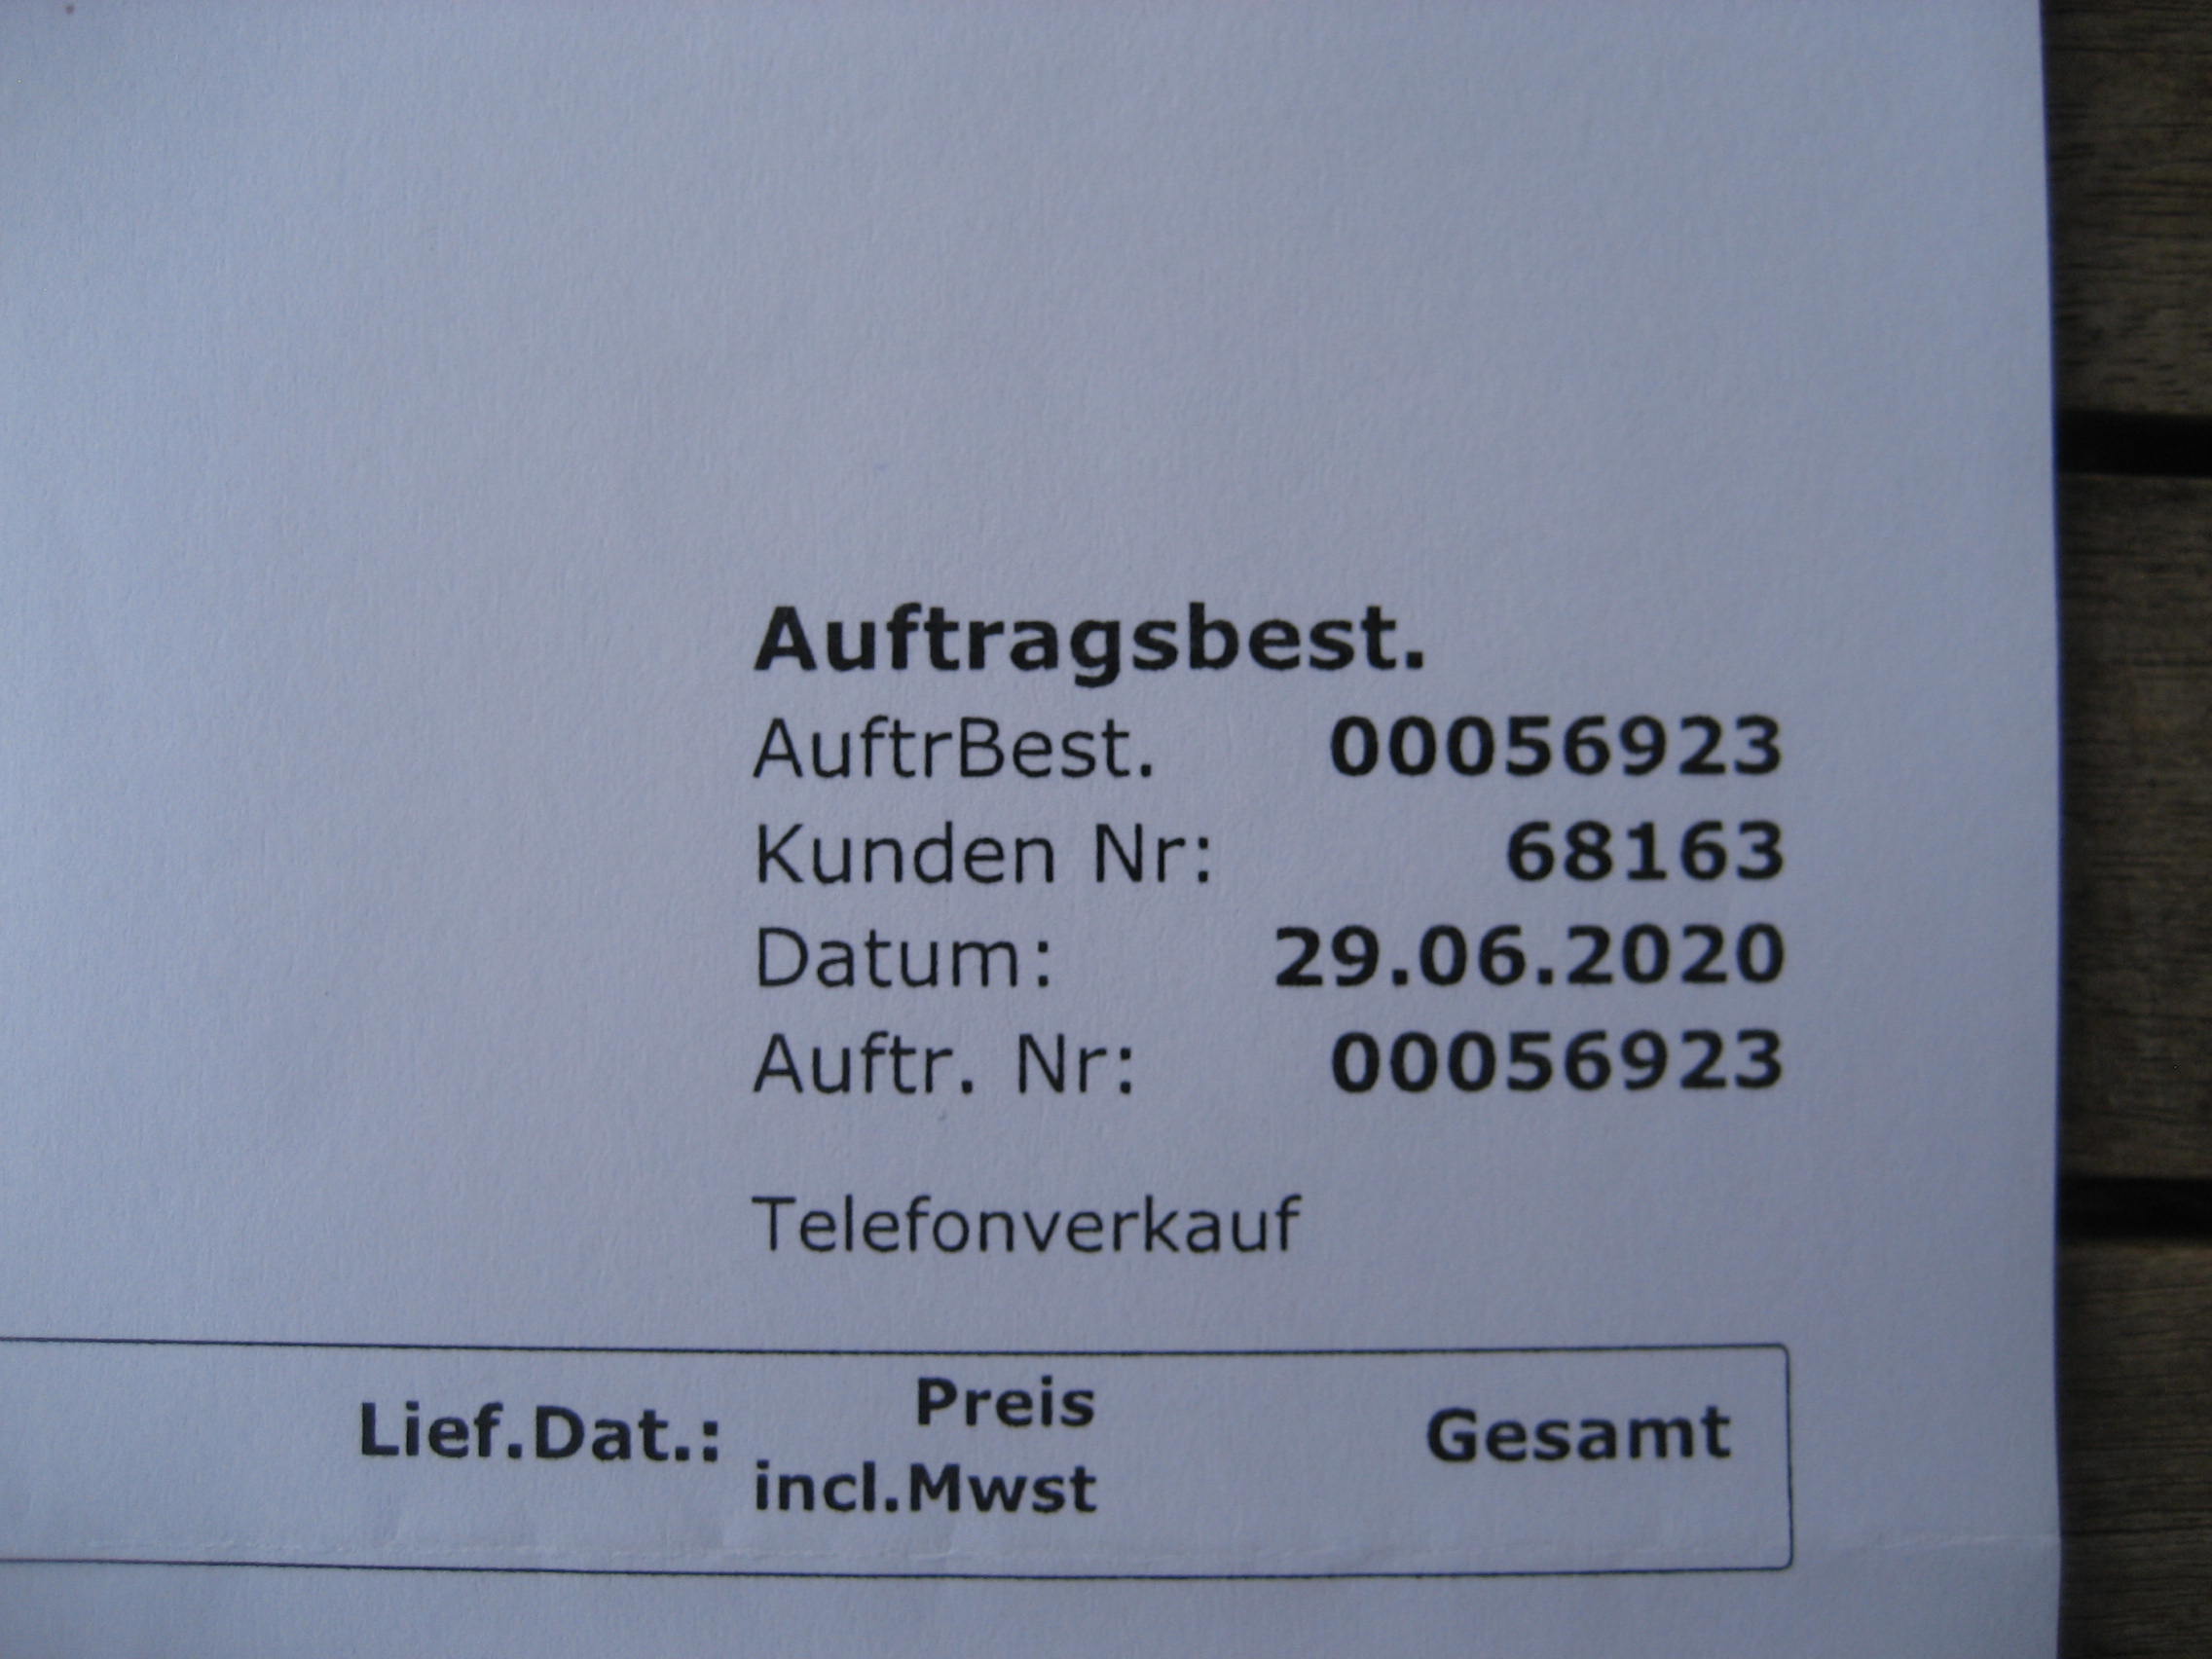 Auftragsbest.
AuftrBest. 00056923
Kunden Nr: 68163
Datum: 29.06.2020
Auftr. Nr: 00056923
Telefonverkauf
Lief.Dat.: Preis incl.Mwst Gesamt